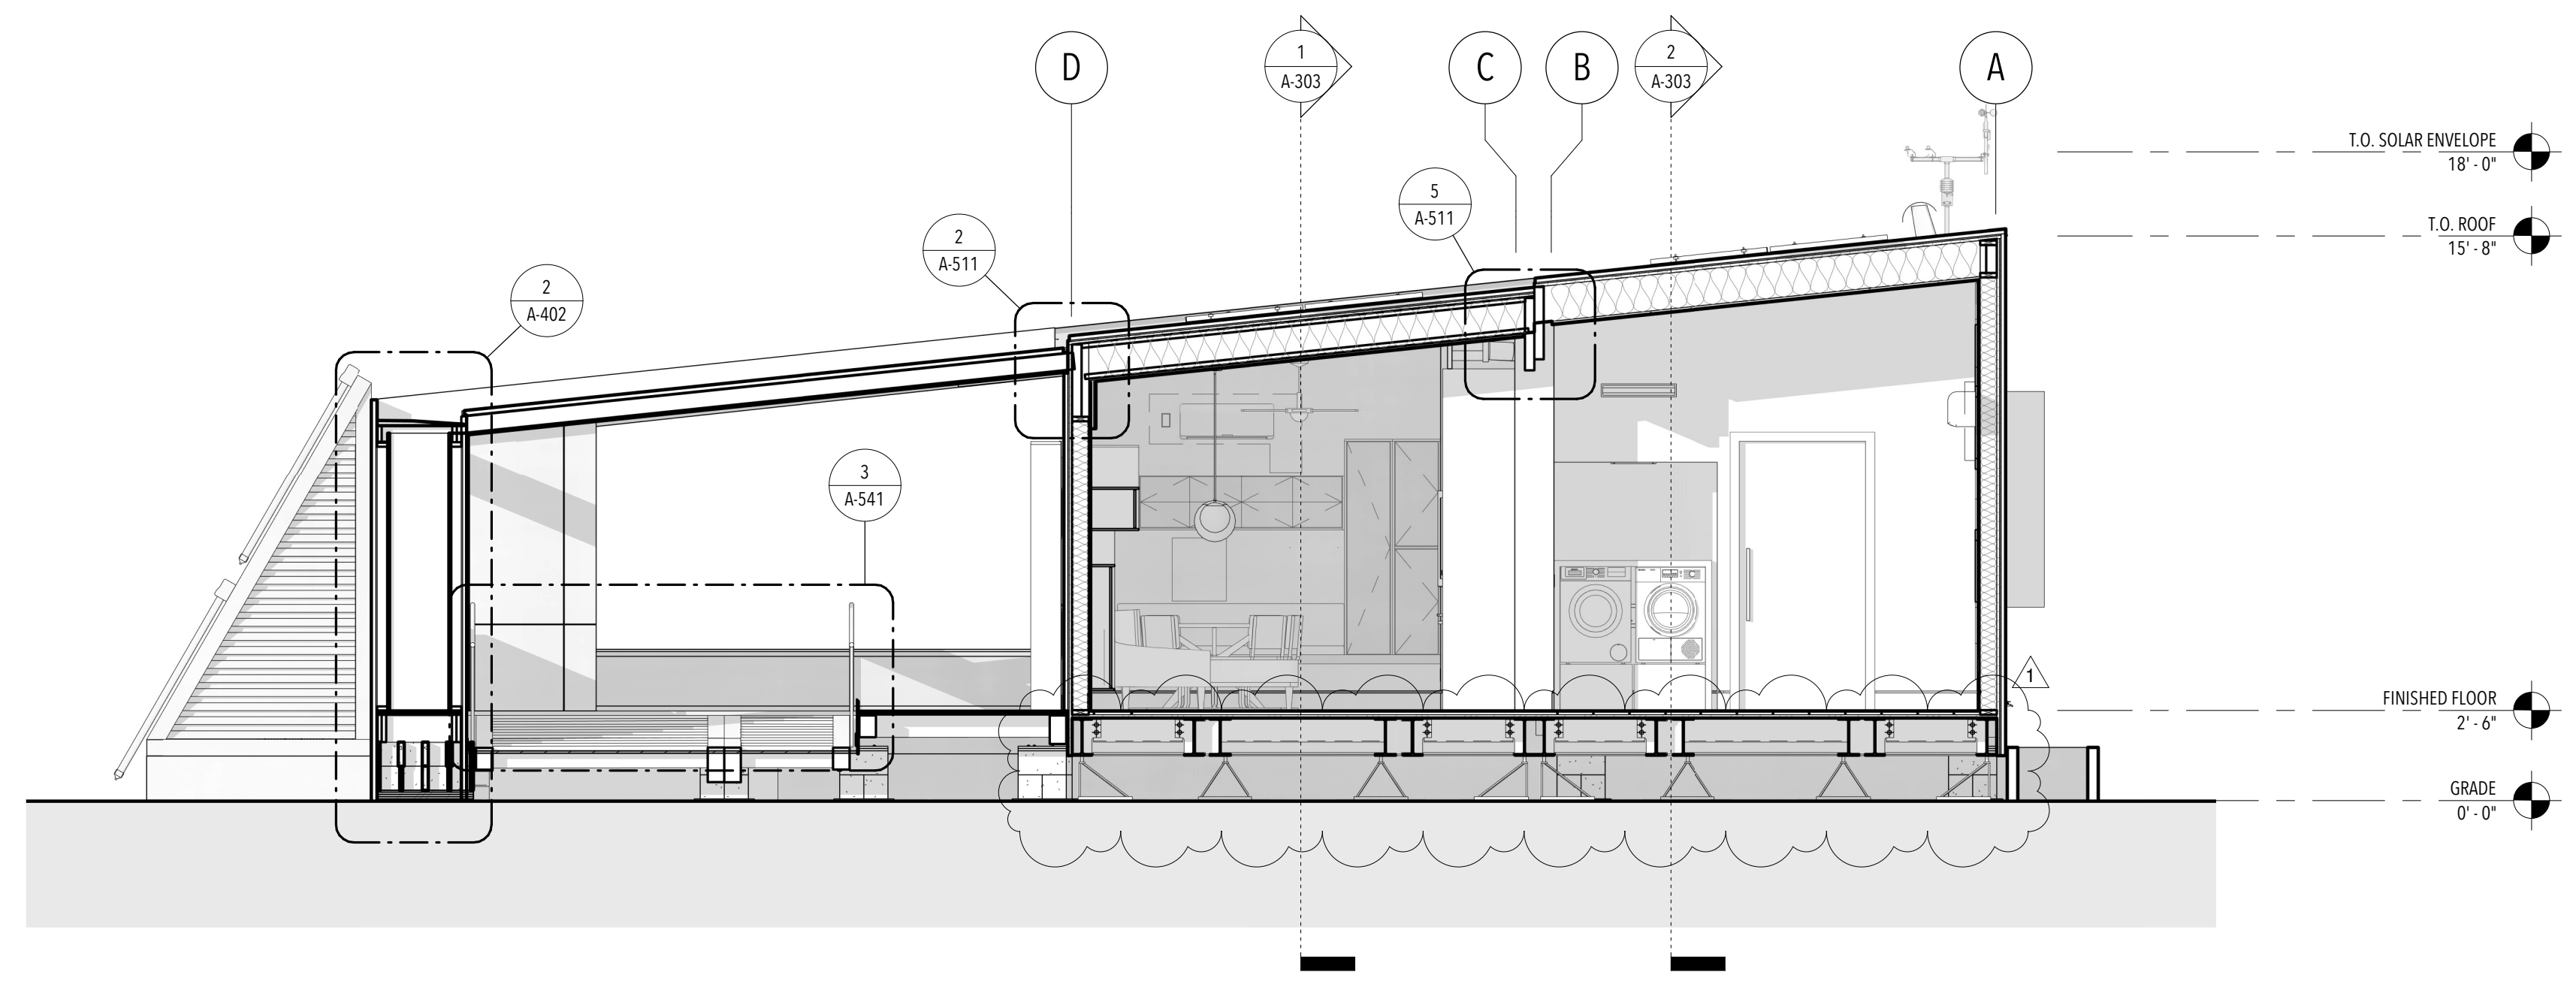 D
1
A-303
C
B
2
A-303
A
T.O. SOLAR ENVELOPE
18' - 0"
5
A-511
T.O. ROOF
15' - 8"
2
A-511
2
A-402
3
A-541
1
FINISHED FLOOR
2' - 6"
GRADE
0' - 0"